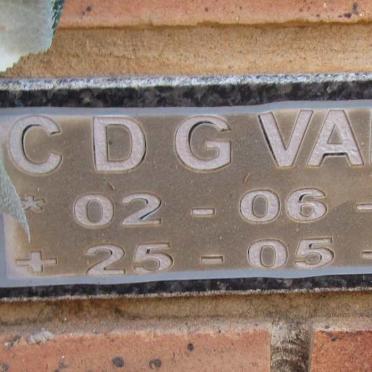 C D G VA
* 02 - 06 -
+ 25 - 05 -